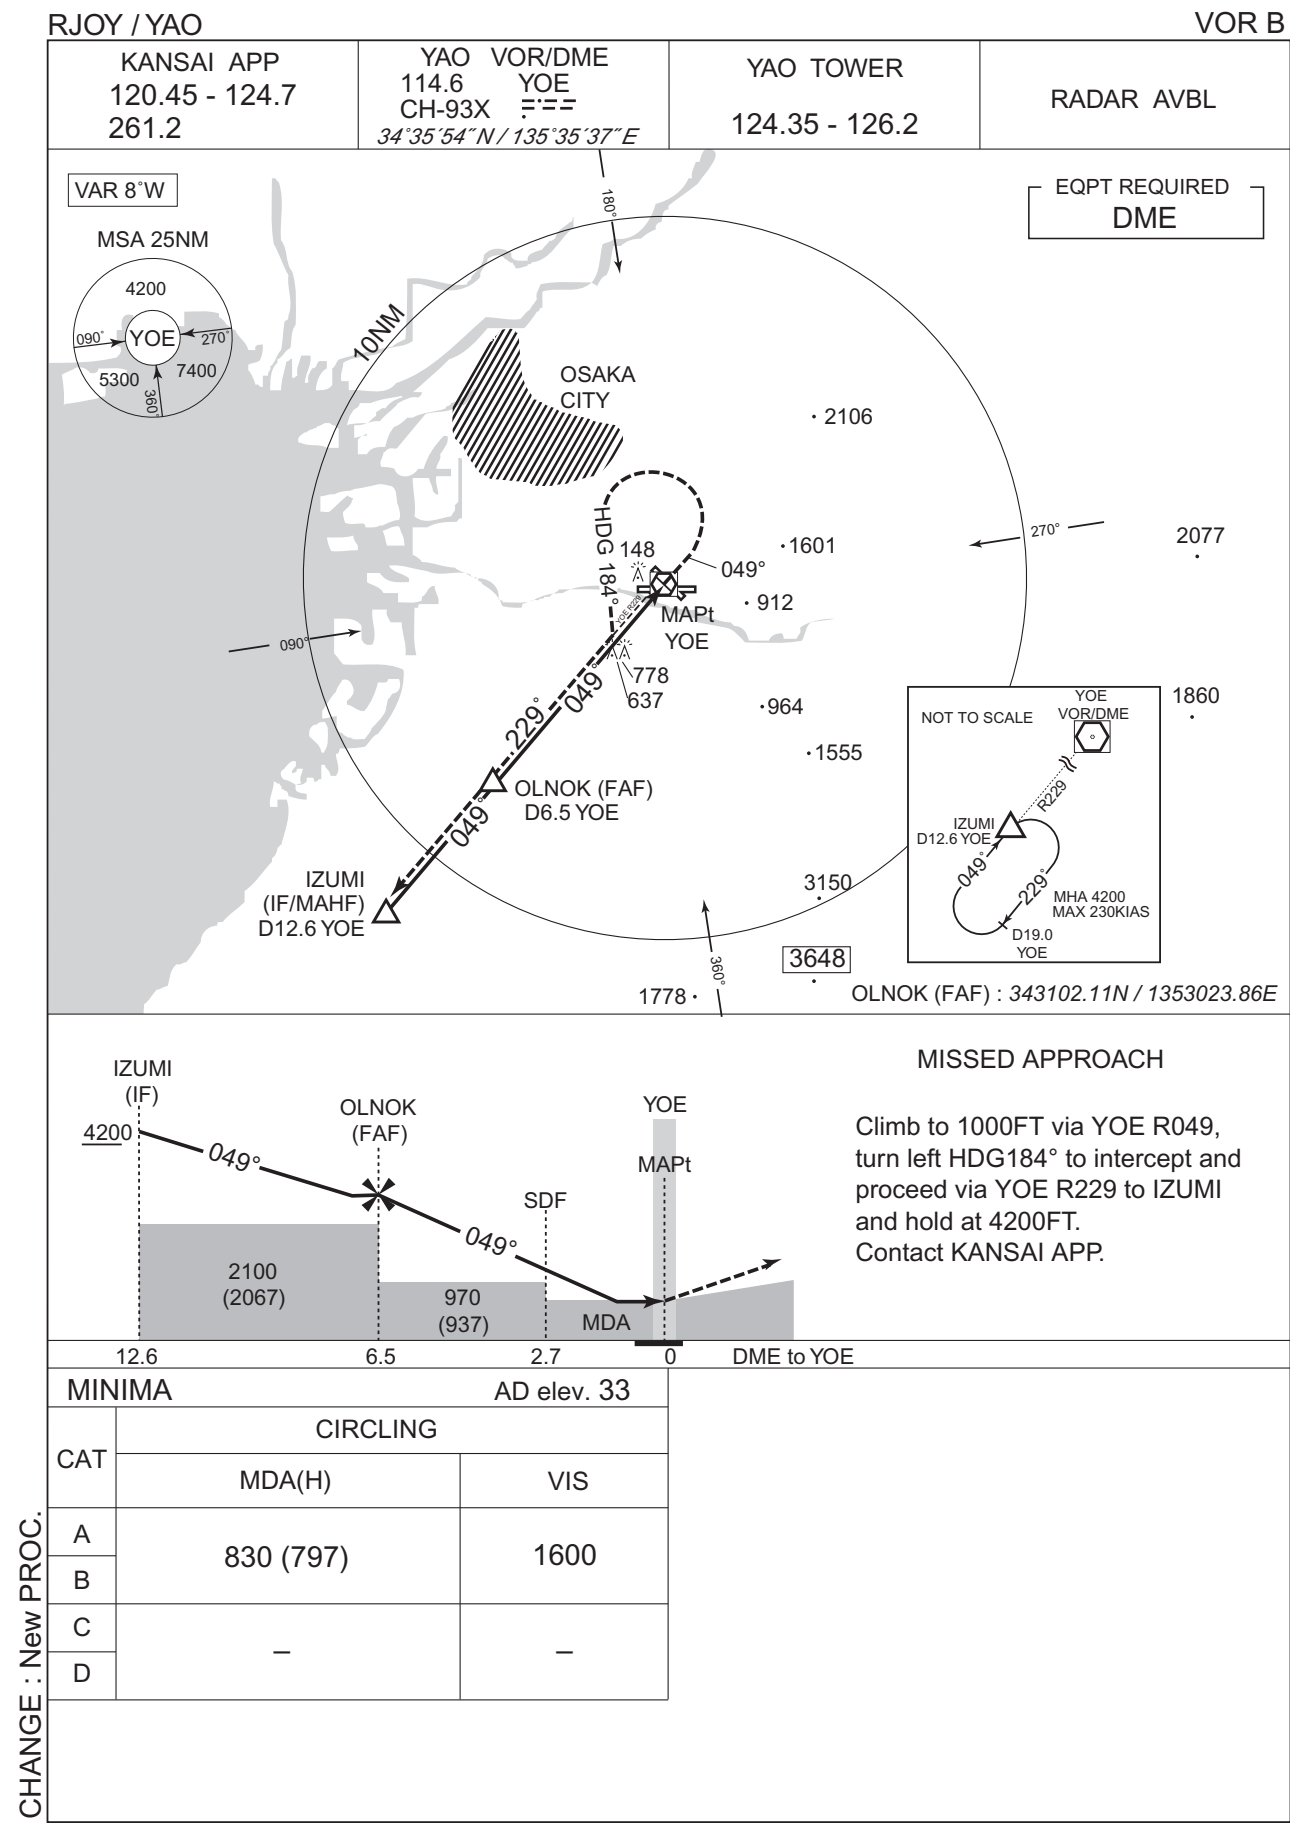 RJOY / YAO
VOR B
KANSAI APP
120.45 - 124.7
261.2
YAO VOR/DME
114.6 YOE
CH-93X
34°35´54˝N / 135°35´37˝E
YAO TOWER
124.35 - 126.2
RADAR AVBL
VAR 8°W
MSA 25NM
4200
090°
YOE
270°
5300
7400
360°
EQPT REQUIRED
DME
180°
10NM
OSAKA
CITY
2106
HDG 184°
148
1601
049°
270°
2077
912
YOE R229
MAPt
YOE
090°
778
637
049°
229°
964
1555
1860
OLNOK (FAF)
D6.5 YOE
049°
IZUMI
(IF/MAHF)
D12.6 YOE
3150
360°
3648
1778
NOT TO SCALE
YOE
VOR/DME
R229
IZUMI
D12.6 YOE
049°
229°
MHA 4200
MAX 230KIAS
D19.0
YOE
OLNOK (FAF) : 343102.11N / 1353023.86E
IZUMI
(IF)
4200
049°
OLNOK
(FAF)
YOE
MAPt
SDF
049°
2100
(2067)
970
(937)
MDA
12.6
6.5
2.7
0
DME to YOE
MISSED APPROACH
Climb to 1000FT via YOE R049,
turn left HDG184° to intercept and
proceed via YOE R229 to IZUMI
and hold at 4200FT.
Contact KANSAI APP.
MINIMA
AD elev. 33
CAT
CIRCLING
MDA(H)
VIS
A
B
830 (797)
1600
C
D
–
–
CHANGE : New PROC.